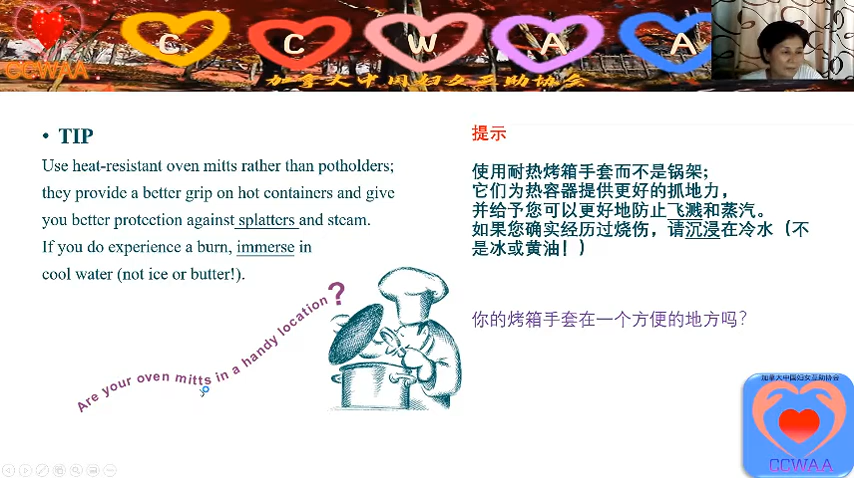 C C W A A
CCWAA
加拿大中国妇女互助协会
• TIP
Use heat-resistant oven mitts rather than potholders;
they provide a better grip on hot containers and give
you better protection against splatters and steam.
If you do experience a burn, immerse in
cool water (not ice or butter!).
Are your oven mitts in a handy location?
提示
使用耐热烤箱手套而不是锅架；
它们为热容器提供更好的抓地力，
并给予您可以更好地防止飞溅和蒸汽。
如果您确实经历过烧伤，请沉浸在冷水（不
是冰或黄油！）
你的烤箱手套在一个方便的地方吗？
加拿大中国妇女互助协会
CCWAA